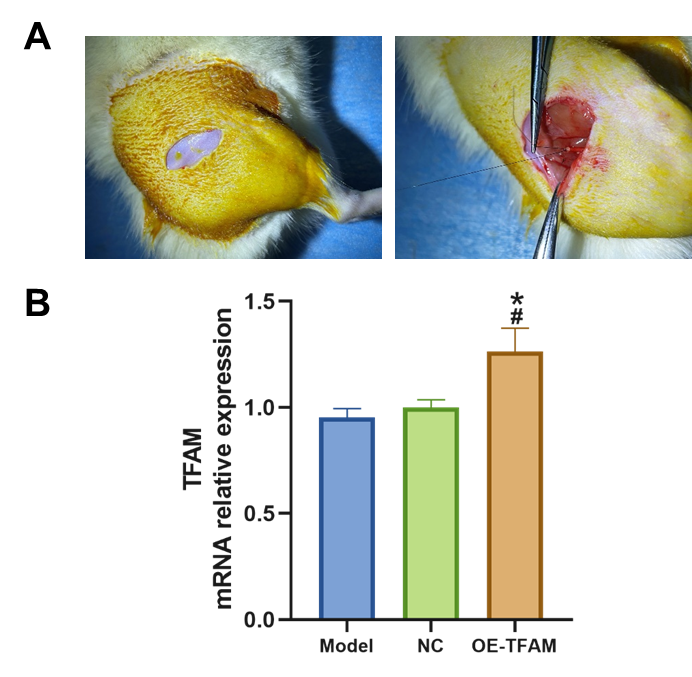 A
B
TFAM
mRNA relative expression
1.5
1.0
0.5
0.0
*
#
Model
NC
OE-TFAM